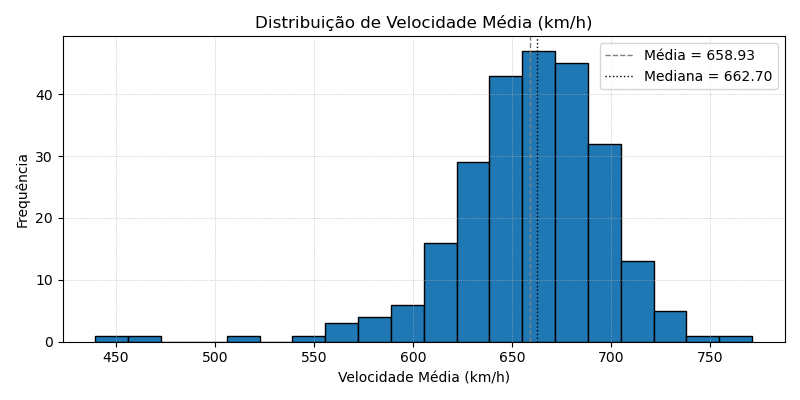 Distribuição de Velocidade Média (km/h)
Média = 658.93
Mediana = 662.70
Frequência
40
30
20
10
0
450 500 550 600 650 700 750
Velocidade Média (km/h)